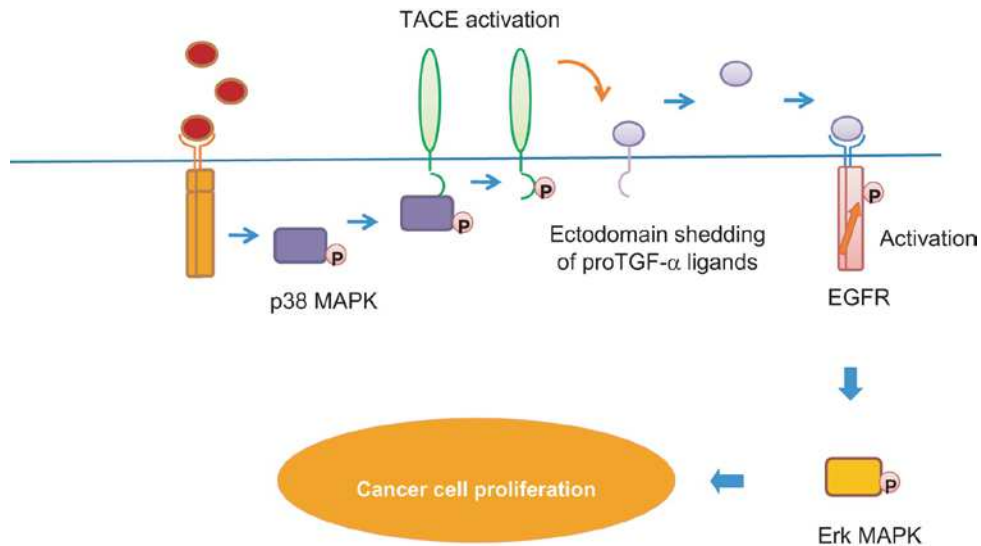 TACE activation
P
P
P
P
p38 MAPK
Ectodomain shedding
of proTGF-α ligands
Activation
EGFR
Cancer cell proliferation
P
Erk MAPK